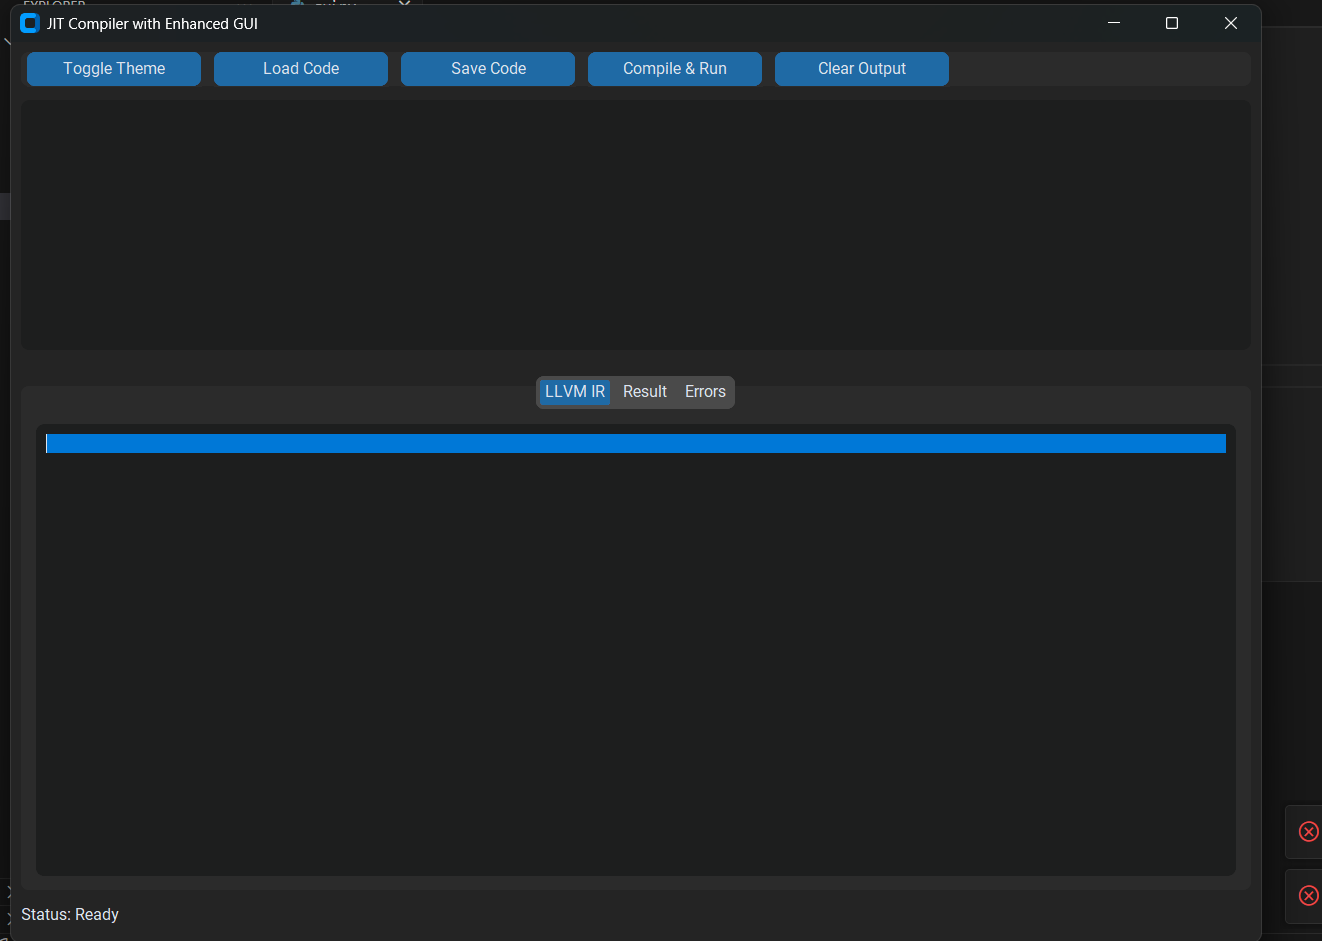 EXPLORER
JIT Compiler with Enhanced GUI
Toggle Theme
Load Code
Save Code
Compile & Run
Clear Output
LLVM IR
Result
Errors
Status: Ready